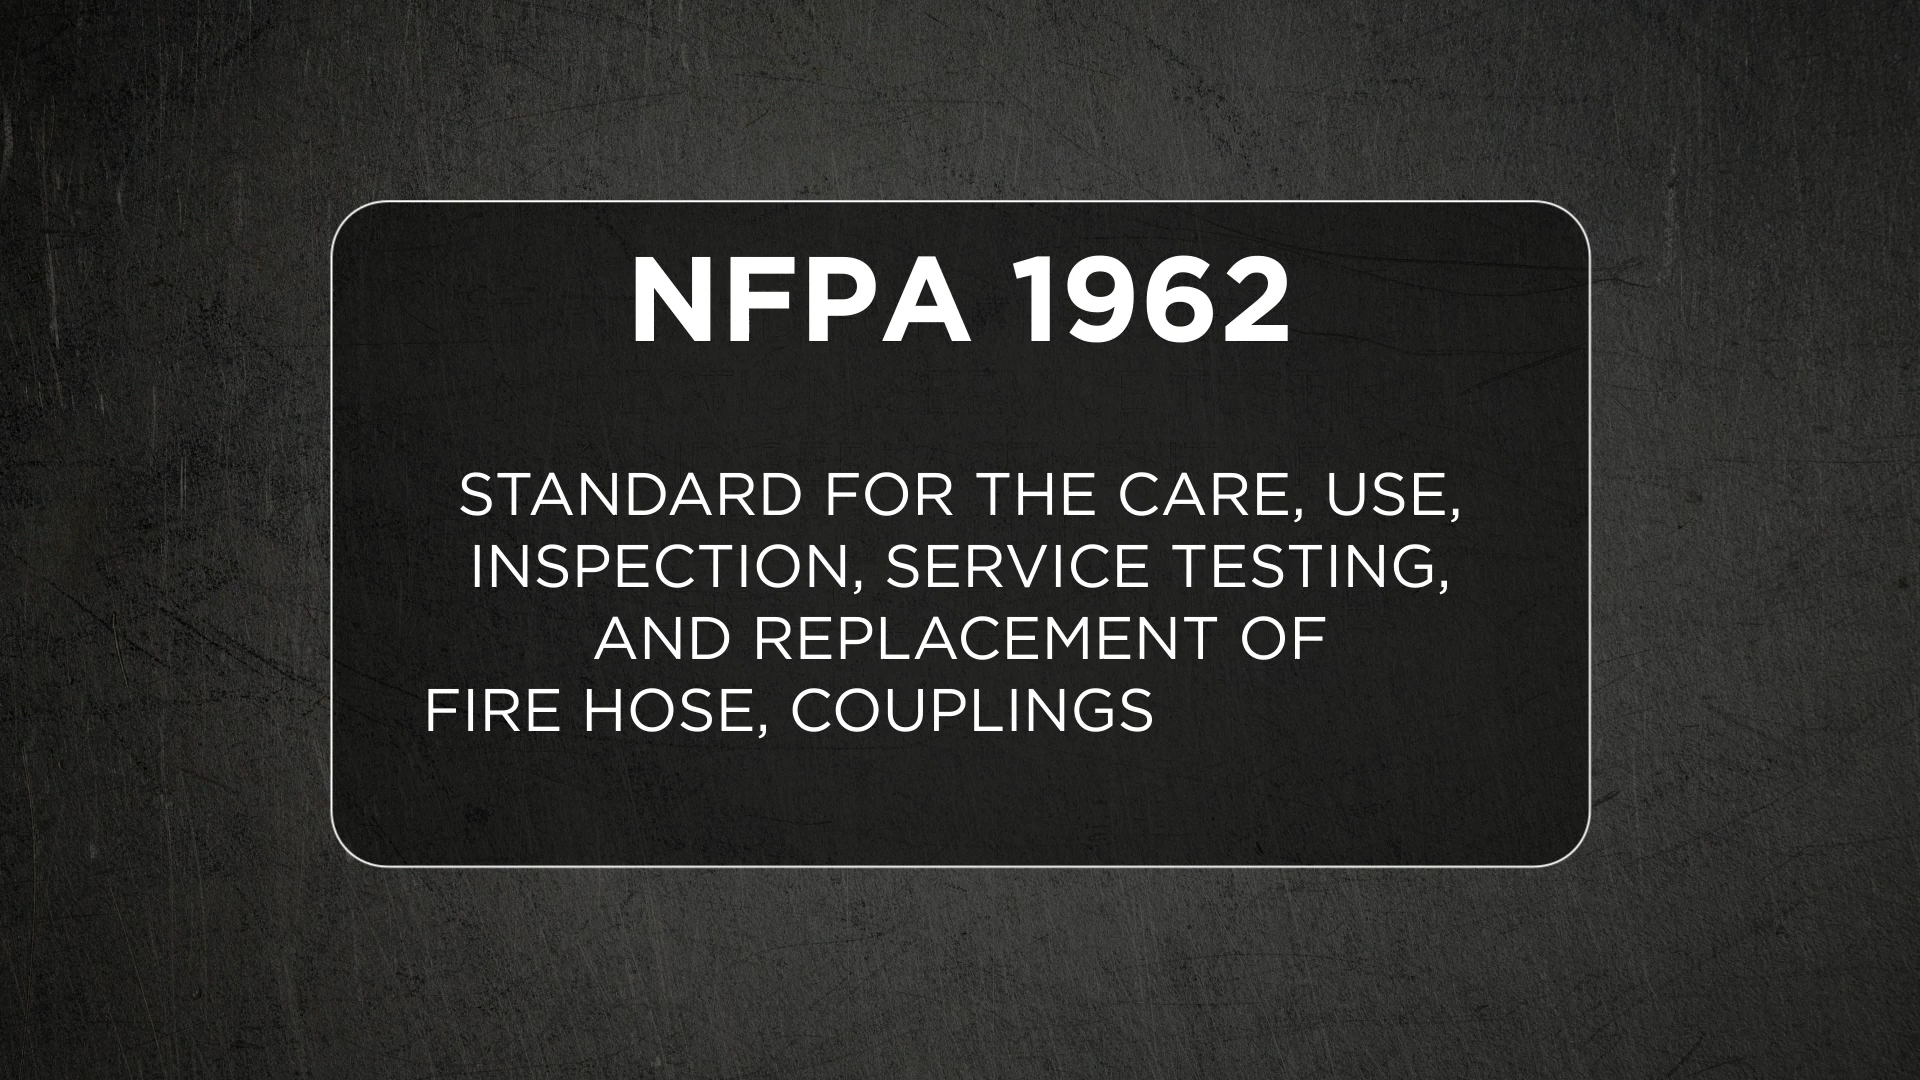 NFPA 1962
STANDARD FOR THE CARE, USE,
INSPECTION, SERVICE TESTING,
AND REPLACEMENT OF
FIRE HOSE, COUPLINGS